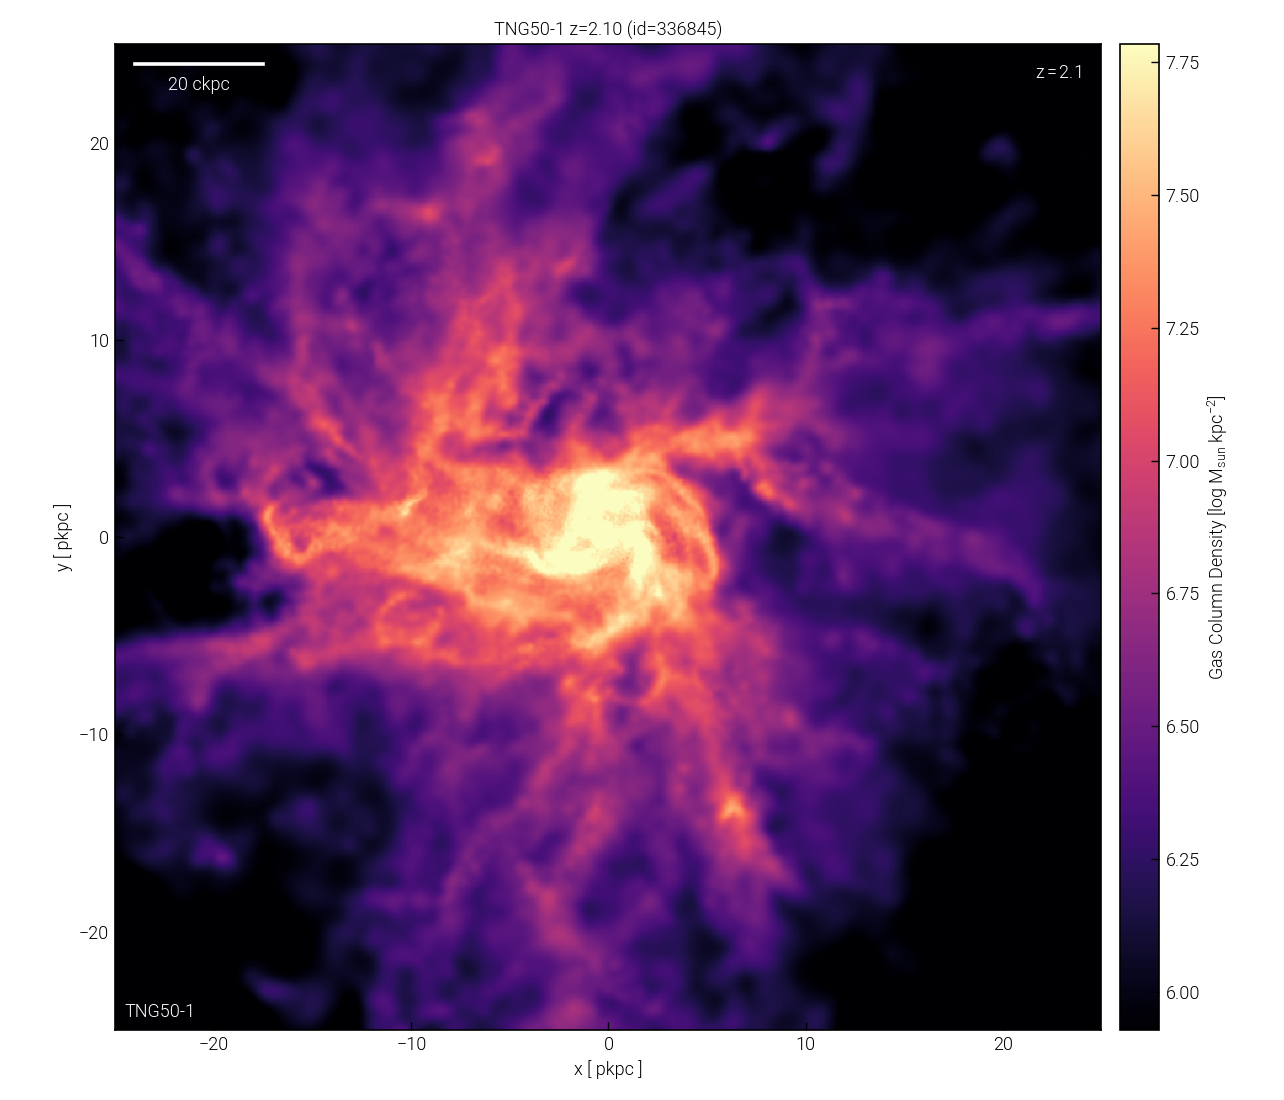 TNG50-1 z=2.10 (id=336845)
20 ckpc
z = 2.1
TNG50-1
20
10
0
−10
−20
y [ pkpc ]
−20
−10
0
10
20
x [ pkpc ]
7.75
7.50
7.25
7.00
6.75
6.50
6.25
6.00
Gas Column Density [log M_sun kpc^−2]